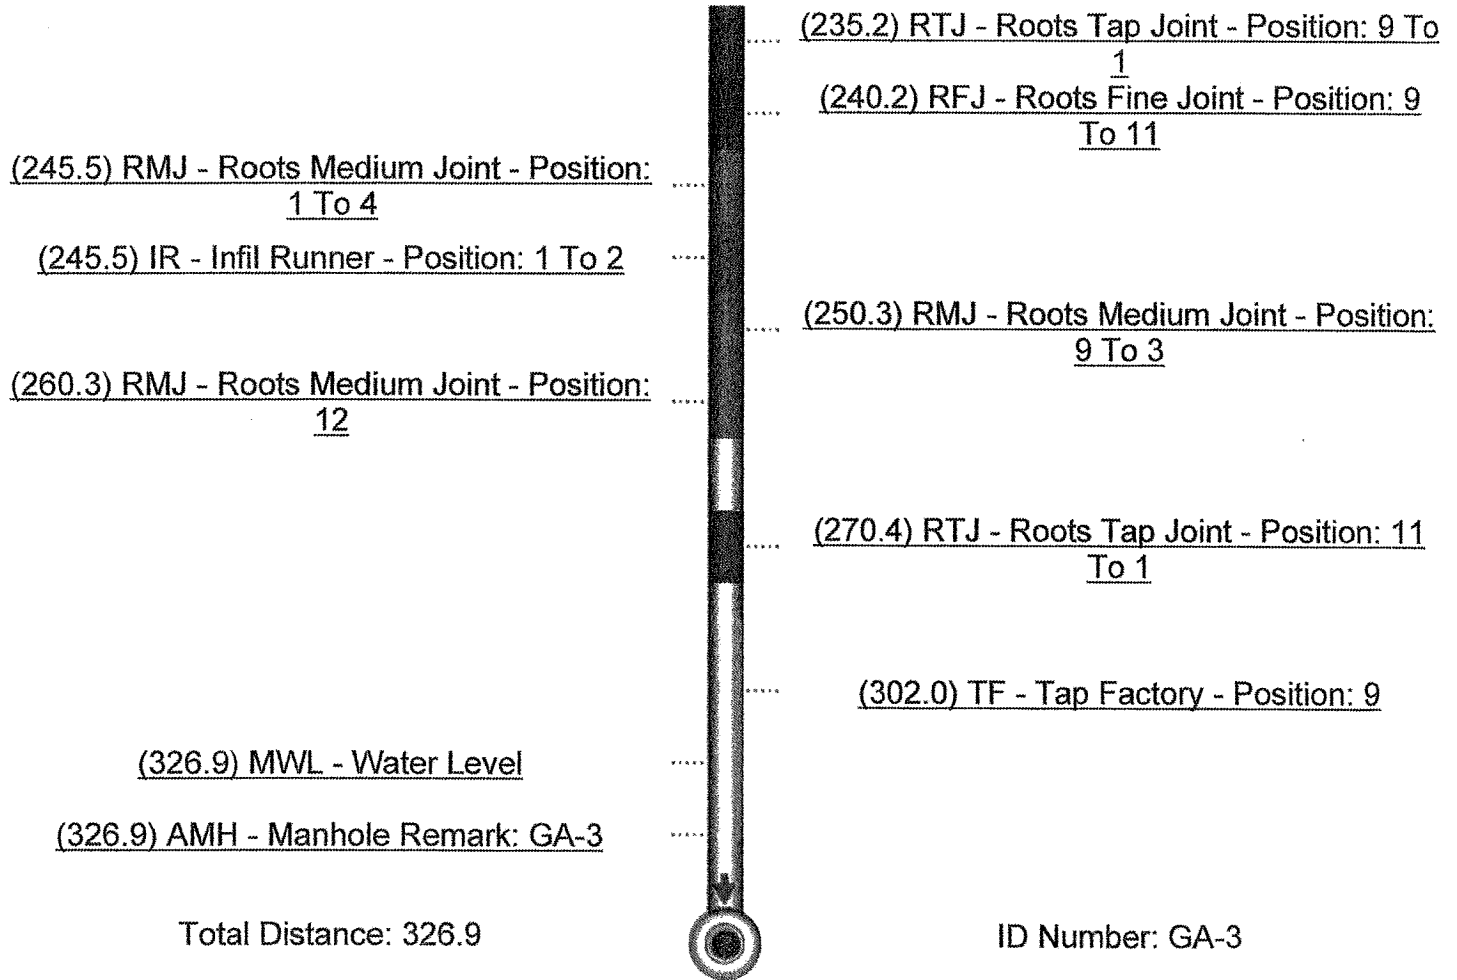 (235.2) RTJ - Roots Tap Joint - Position: 9 To
1
(240.2) RFJ - Roots Fine Joint - Position: 9
To 11
(245.5) RMJ - Roots Medium Joint - Position:
1 To 4
(245.5) IR - Infil Runner - Position: 1 To 2
(250.3) RMJ - Roots Medium Joint - Position:
9 To 3
(260.3) RMJ - Roots Medium Joint - Position:
12
(270.4) RTJ - Roots Tap Joint - Position: 11
To 1
(302.0) TF - Tap Factory - Position: 9
(326.9) MWL - Water Level
(326.9) AMH - Manhole Remark: GA-3
Total Distance: 326.9
ID Number: GA-3